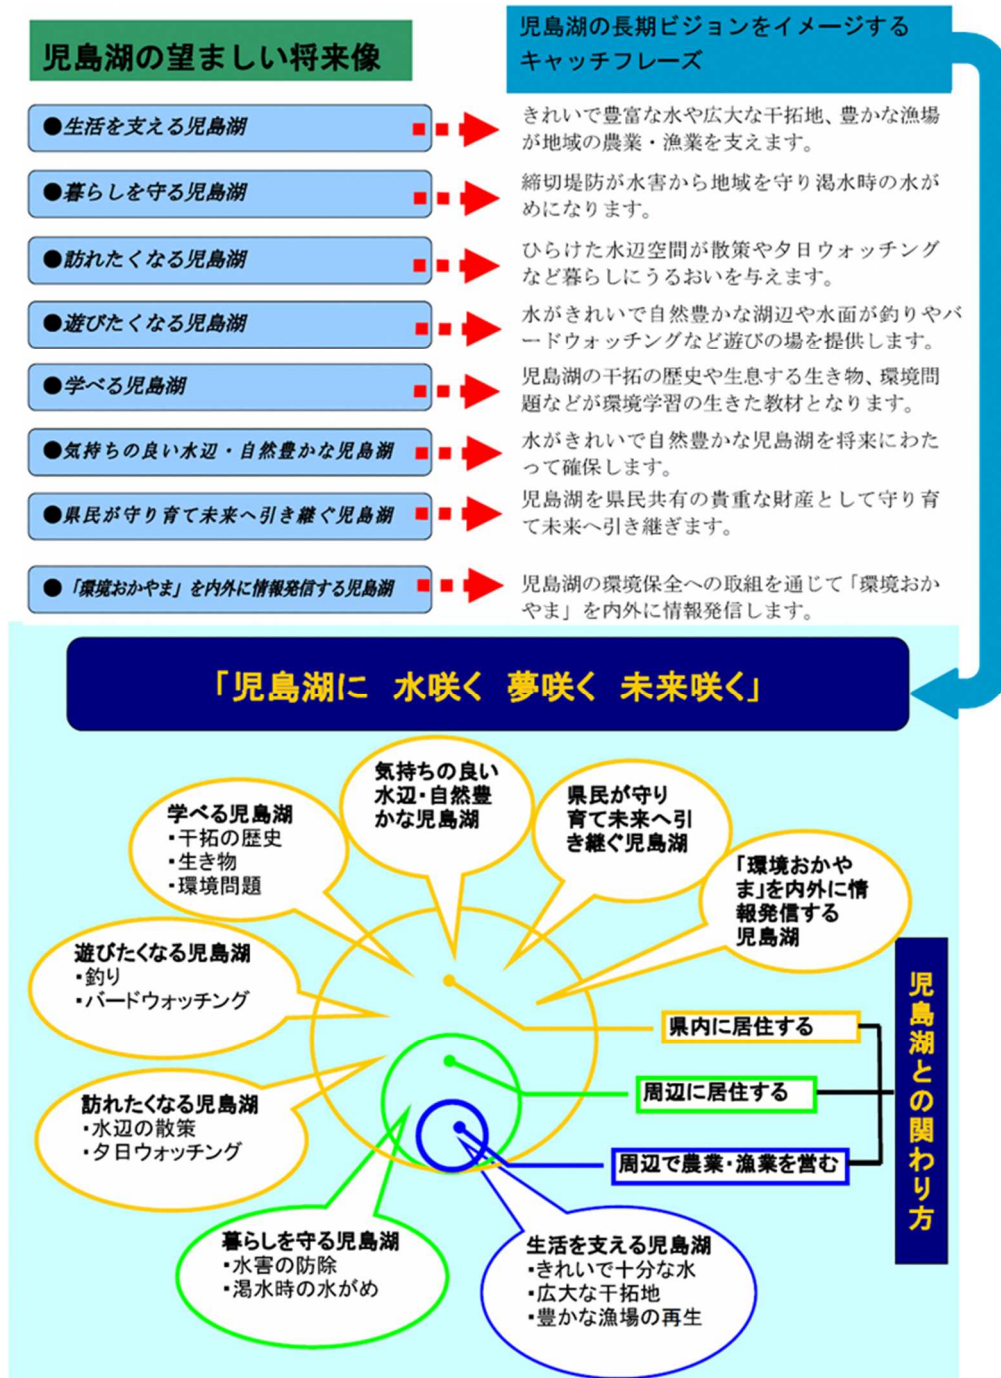 児島湖の望ましい将来像
児島湖の長期ビジョンをイメージする
キャッチフレーズ
●生活を支える児島湖
きれいで豊富な水や広大な干拓地、豊かな漁場
が地域の農業・漁業を支えます。
●暮らしを守る児島湖
締切堤防が水害から地域を守り渇水時の水が
めになります。
●訪れたくなる児島湖
ひらけた水辺空間が散策や夕日ウォッチング
など暮らしにうるおいを与えます。
●遊びたくなる児島湖
水がきれいで自然豊かな湖辺や水面が釣りやバ
ードウォッチングなど遊びの場を提供します。
●学べる児島湖
児島湖の干拓の歴史や生息する生き物、環境問
題などが環境学習の生きた教材となります。
●気持ちの良い水辺・自然豊かな児島湖
水がきれいで自然豊かな児島湖を将来にわた
って確保します。
●県民が守り育て未来へ引き継ぐ児島湖
児島湖を県民共有の貴重な財産として守り育
て未来へ引き継ぎます。
●「環境おかやま」を内外に情報発信する児島湖
児島湖の環境保全への取組を通じて「環境おか
やま」を内外に情報発信します。
「児島湖に 水咲く 夢咲く 未来咲く」
気持ちの良い
水辺・自然豊
かな児島湖
学べる児島湖
・干拓の歴史
・生き物
・環境問題
県民が守り
育て未来へ引
き継ぐ児島湖
「環境おかや
ま」を内外に情
報発信する
児島湖
遊びたくなる児島湖
・釣り
・バードウォッチング
訪れたくなる児島湖
・水辺の散策
・夕日ウォッチング
県内に居住する
周辺に居住する
周辺で農業・漁業を営む
児島湖との関わり方
暮らしを守る児島湖
・水害の防除
・渇水時の水がめ
生活を支える児島湖
・きれいで十分な水
・広大な干拓地
・豊かな漁場の再生